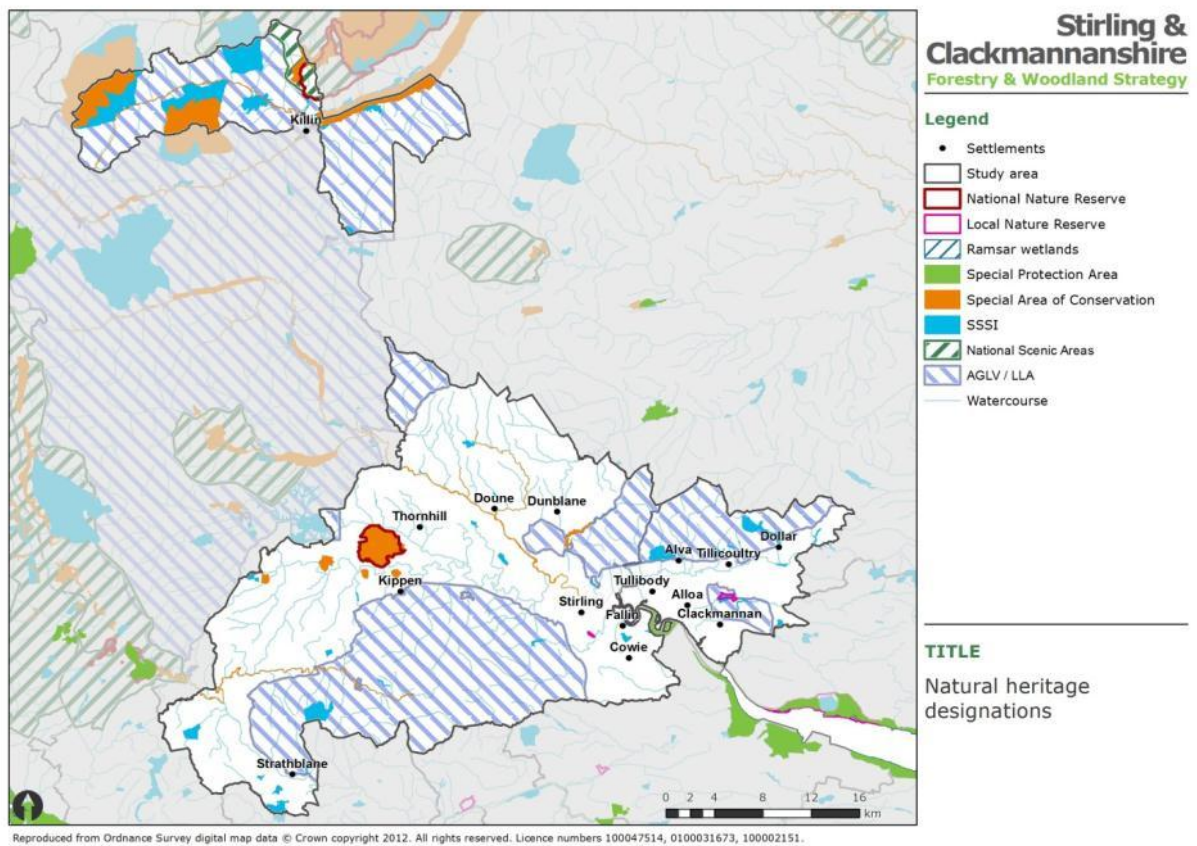 Stirling &
Clackmannanshire
Forestry & Woodland Strategy
Legend
Settlements
Study area
National Nature Reserve
Local Nature Reserve
Ramsar wetlands
Special Protection Area
Special Area of Conservation
SSSI
National Scenic Areas
AGLV / LLA
Watercourse
TITLE
Natural heritage
designations
Killin
Doune
Dunblane
Thornhill
Dollar
Alva
Tillicoultry
Kippen
Tullibody
Stirling
Alloa
Fallin
Clackmannan
Cowie
Strathblane
0 2 4 8 12 16
km
Reproduced from Ordnance Survey digital map data © Crown copyright 2012. All rights reserved. Licence numbers 100047514, 0100031673, 100002151.